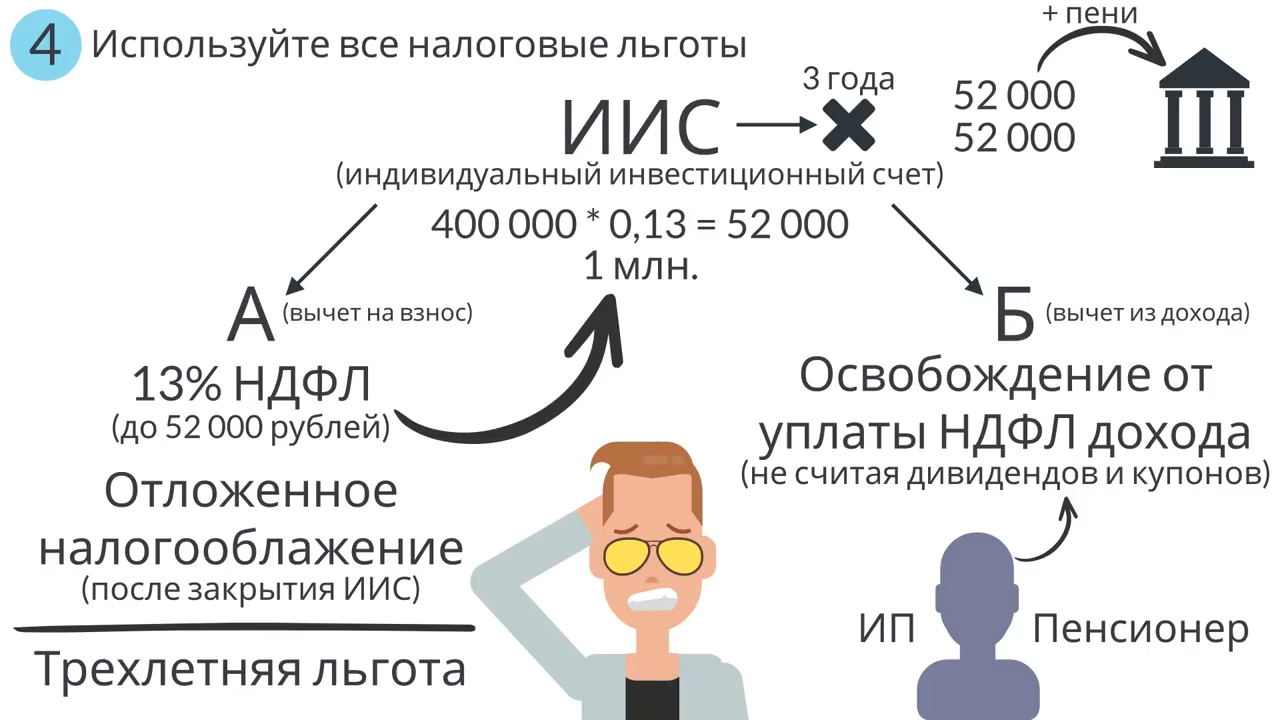 4 Используйте все налоговые льготы
+ пени
3 года
52 000
52 000
ИИС
(индивидуальный инвестиционный счет)
400 000 * 0,13 = 52 000
1 млн.
А (вычет на взнос)
13% НДФЛ
(до 52 000 рублей)
Отложенное
налогооблажение
(после закрытия ИИС)
Трехлетняя льгота
Б (вычет из дохода)
Освобождение от
уплаты НДФЛ дохода
(не считая дивидендов и купонов)
ИП
Пенсионер